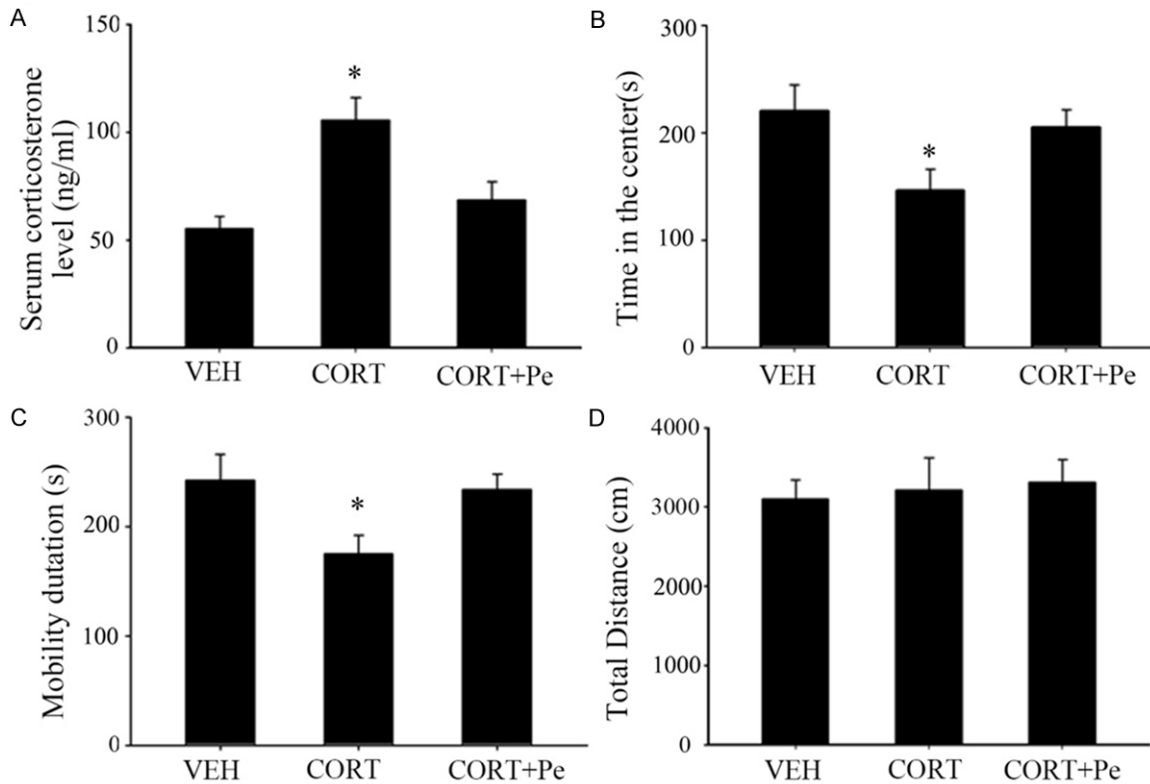 A
Serum corticosterone
level (ng/ml)
150
100
50
0
*
VEH
CORT
CORT+Pe
B
Time in the center(s)
300
200
100
0
*
VEH
CORT
CORT+Pe
C
Mobility dutation (s)
300
200
100
0
*
VEH
CORT
CORT+Pe
D
Total Distance (cm)
4000
3000
2000
1000
0
VEH
CORT
CORT+Pe